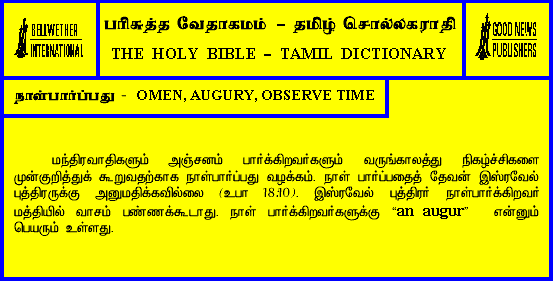 BELLWETHER
INTERNATIONAL
பரிசுத்த வேதாகமம் – தமிழ் சொல்லகராதி
THE HOLY BIBLE – TAMIL DICTIONARY
GOOD NEWS
PUBLISHERS
நாள்பார்ப்பது - OMEN, AUGURY, OBSERVE TIME
மந்திரவாதிகளும் அஞ்சனம் பார்க்கிறவர்களும் வருங்காலத்து நிகழ்ச்சிகளை
முன்குறித்துக் கூறுவதற்காக நாள்பார்ப்பது வழக்கம். நாள் பார்ப்பதைத் தேவன் இஸ்ரவேல்
புத்திரருக்கு அனுமதிக்கவில்லை (உபா 18:10). இஸ்ரவேல் புத்திரர் நாள்பார்க்கிறவர்
மத்தியில் வாசம் பண்ணக்கூடாது. நாள் பார்க்கிறவர்களுக்கு “an augur” என்னும்
பெயரும் உள்ளது.